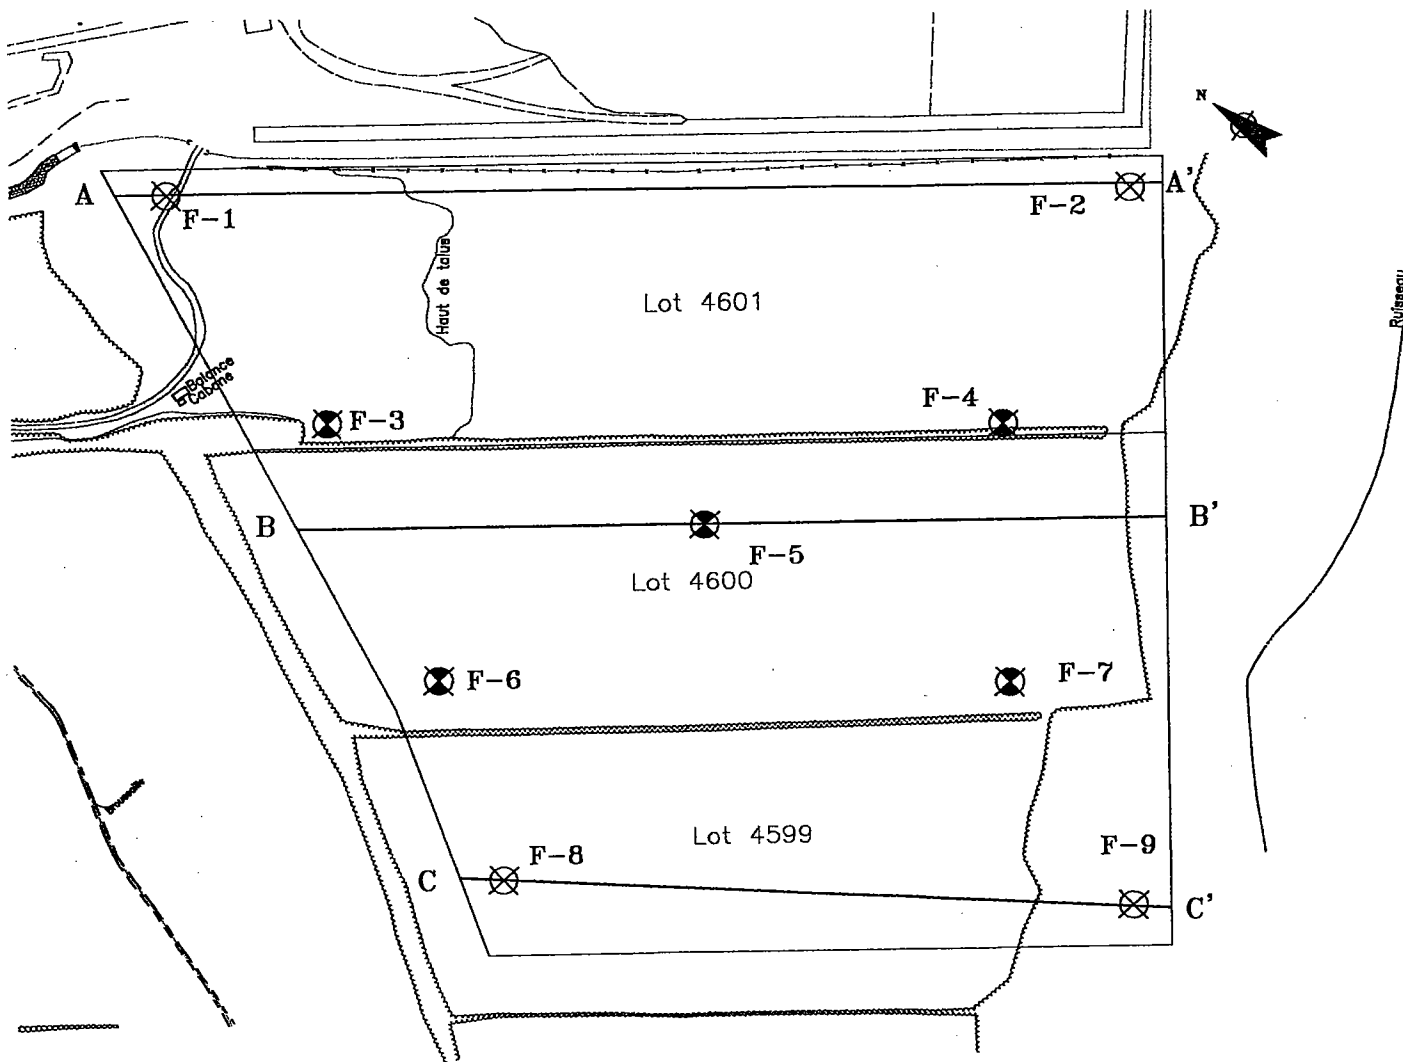 N
A
A'
F-1
F-2
Ruisseau
Haut de talus
Lot 4601
Balance
Cabane
F-3
F-4
B
B'
F-5
Lot 4600
F-6
F-7
Lot 4599
F-8
F-9
C
C'